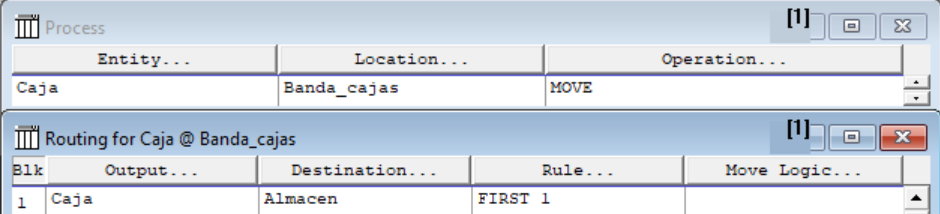 Process [1]
Entity... Location... Operation...
Caja Banda_cajas MOVE
Routing for Caja @ Banda_cajas [1]
Blk Output... Destination... Rule... Move Logic...
1 Caja Almacen FIRST 1